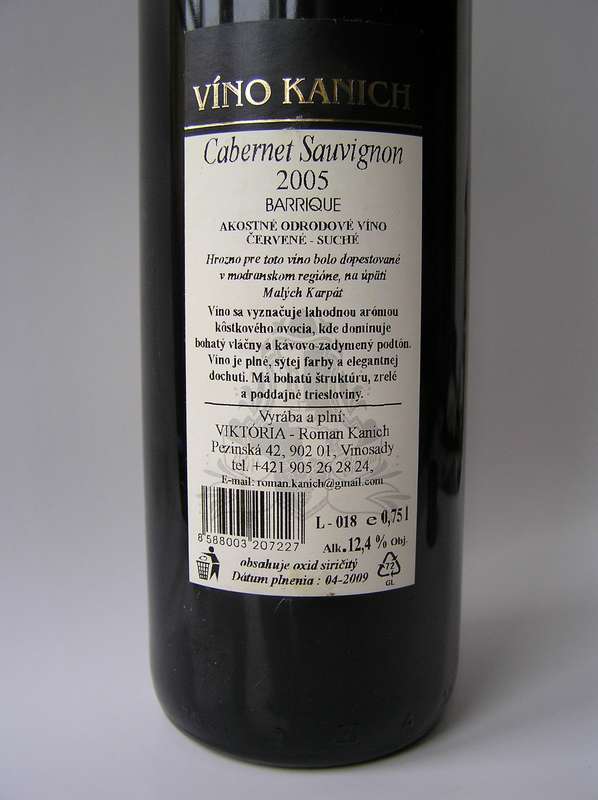 VÍNO KANICH
Cabernet Sauvignon
2005
BARRIQUE
AKOSTNÉ ODRODOVÉ VÍNO
ČERVENÉ - SUCHÉ
Hrozno pre toto víno bolo dopestované
v modranskom regióne, na úpätí
Malých Karpát
Víno sa vyznačuje lahodnou arómou
kôstkového ovocia, kde dominuje
bohatý vláčny a kávovo-zadymený podtón.
Víno je plné, sýtej farby a elegantnej
dochuti. Má bohatú štruktúru, zrelé
a poddajné triesloviny.
Vyrába a plní:
VIKTÓRIA - Roman Kanich
Pezinská 42, 902 01, Vinosady
tel. +421 905 26 28 24,
E-mail: roman.kanich@gmail.com
L - 018 e 0,75 l
8 588003 207227
Alk. 12,4 % Obj.
obsahuje oxid siričitý
Dátum plnenia : 04-2009
72
GL